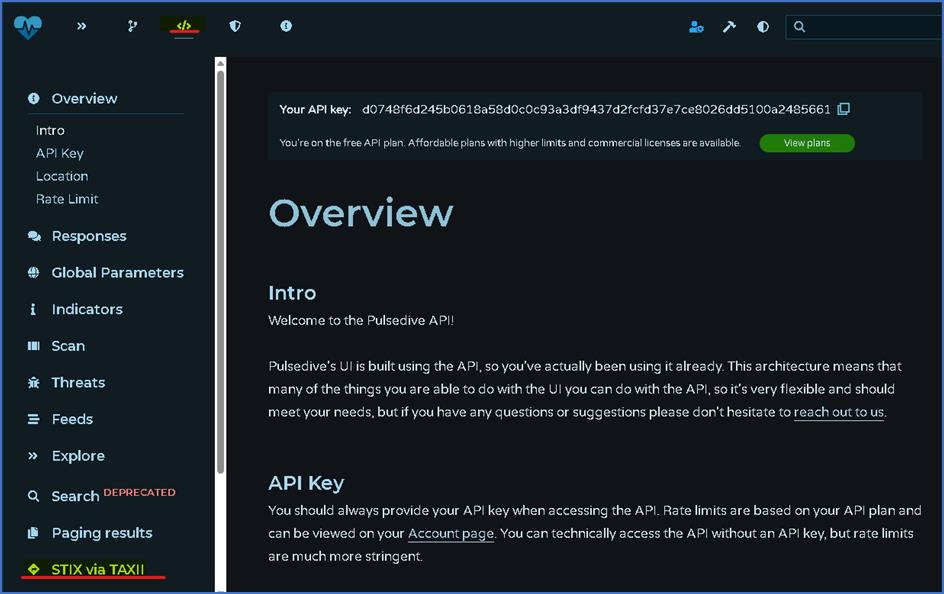 </>
Overview
Intro
API Key
Location
Rate Limit
Responses
Global Parameters
Indicators
Scan
Threats
Feeds
Explore
Search DEPRECATED
Paging results
STIX via TAXII
Your API key: d0748f6d245b0618a58d0c0c93a3df9437d2fcfd37e7ce8026dd5100a2485661
You're on the free API plan. Affordable plans with higher limits and commercial licenses are available. View plans
Overview
Intro
Welcome to the Pulsedive API!
Pulsedive's UI is built using the API, so you've actually been using it already. This architecture means that
many of the things you are able to do with the UI you can do with the API, so it's very flexible and should
meet your needs, but if you have any questions or suggestions please don't hesitate to reach out to us.
API Key
You should always provide your API key when accessing the API. Rate limits are based on your API plan and
can be viewed on your Account page. You can technically access the API without an API key, but rate limits
are much more stringent.